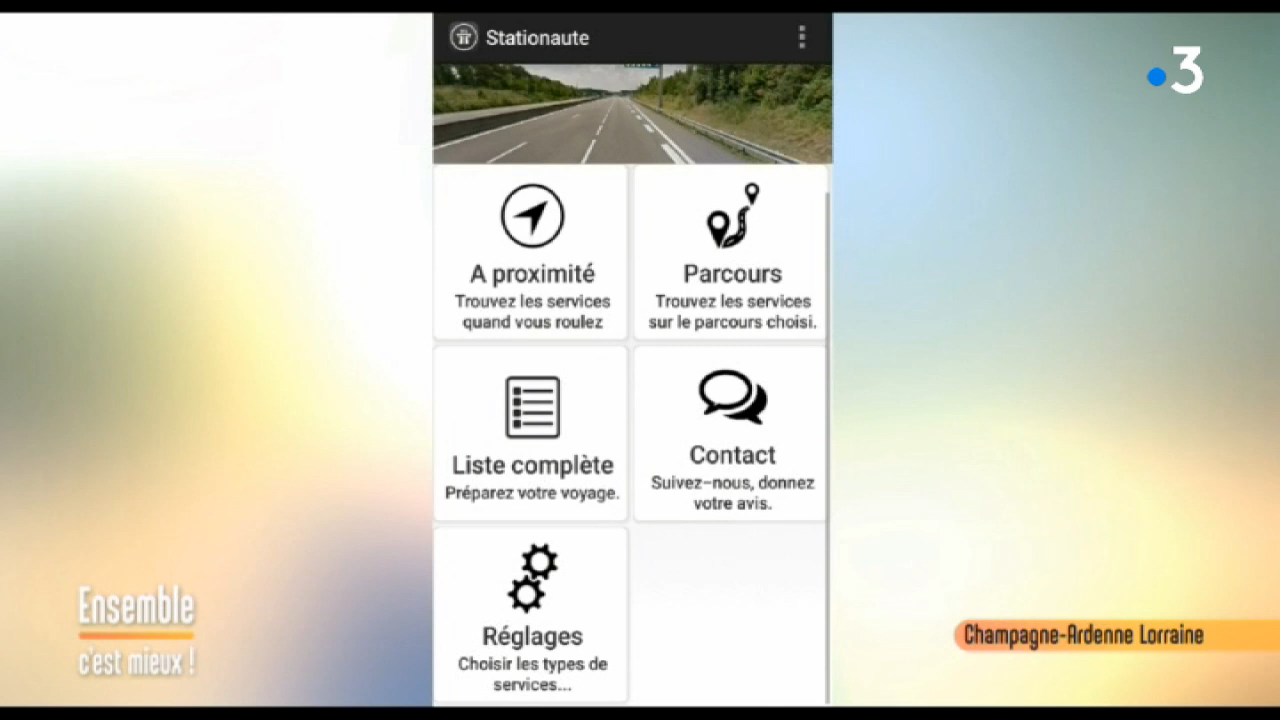 Stationaute
3
A proximité
Trouvez les services
quand vous roulez
Parcours
Trouvez les services
sur le parcours choisi.
Liste complète
Préparez votre voyage.
Contact
Suivez-nous, donnez
votre avis.
Réglages
Choisir les types de
services...
Ensemble
c'est mieux !
Champagne-Ardenne Lorraine